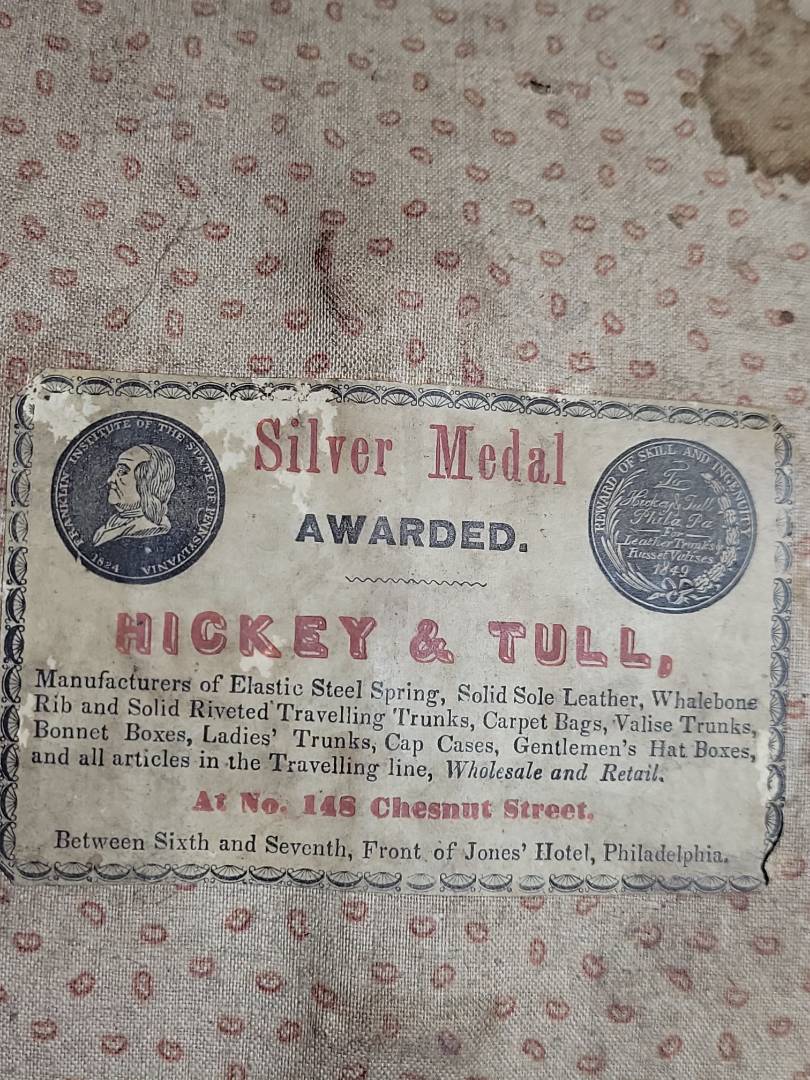 Silver Medal
AWARDED.
FRANKLIN INSTITUTE OF THE STATE OF PENNSYLVANIA
1824
REWARD OF SKILL AND INGENUITY
To
Hickey & Tull
Phila. Pa
Leather Trunks,
Russet Valises
1849
HICKEY & TULL,
Manufacturers of Elastic Steel Spring, Solid Sole Leather, Whalebone
Rib and Solid Riveted Travelling Trunks, Carpet Bags, Valise Trunks,
Bonnet Boxes, Ladies' Trunks, Cap Cases, Gentlemen's Hat Boxes,
and all articles in the Travelling line, Wholesale and Retail.
At No. 148 Chesnut Street.
Between Sixth and Seventh, Front of Jones' Hotel, Philadelphia.